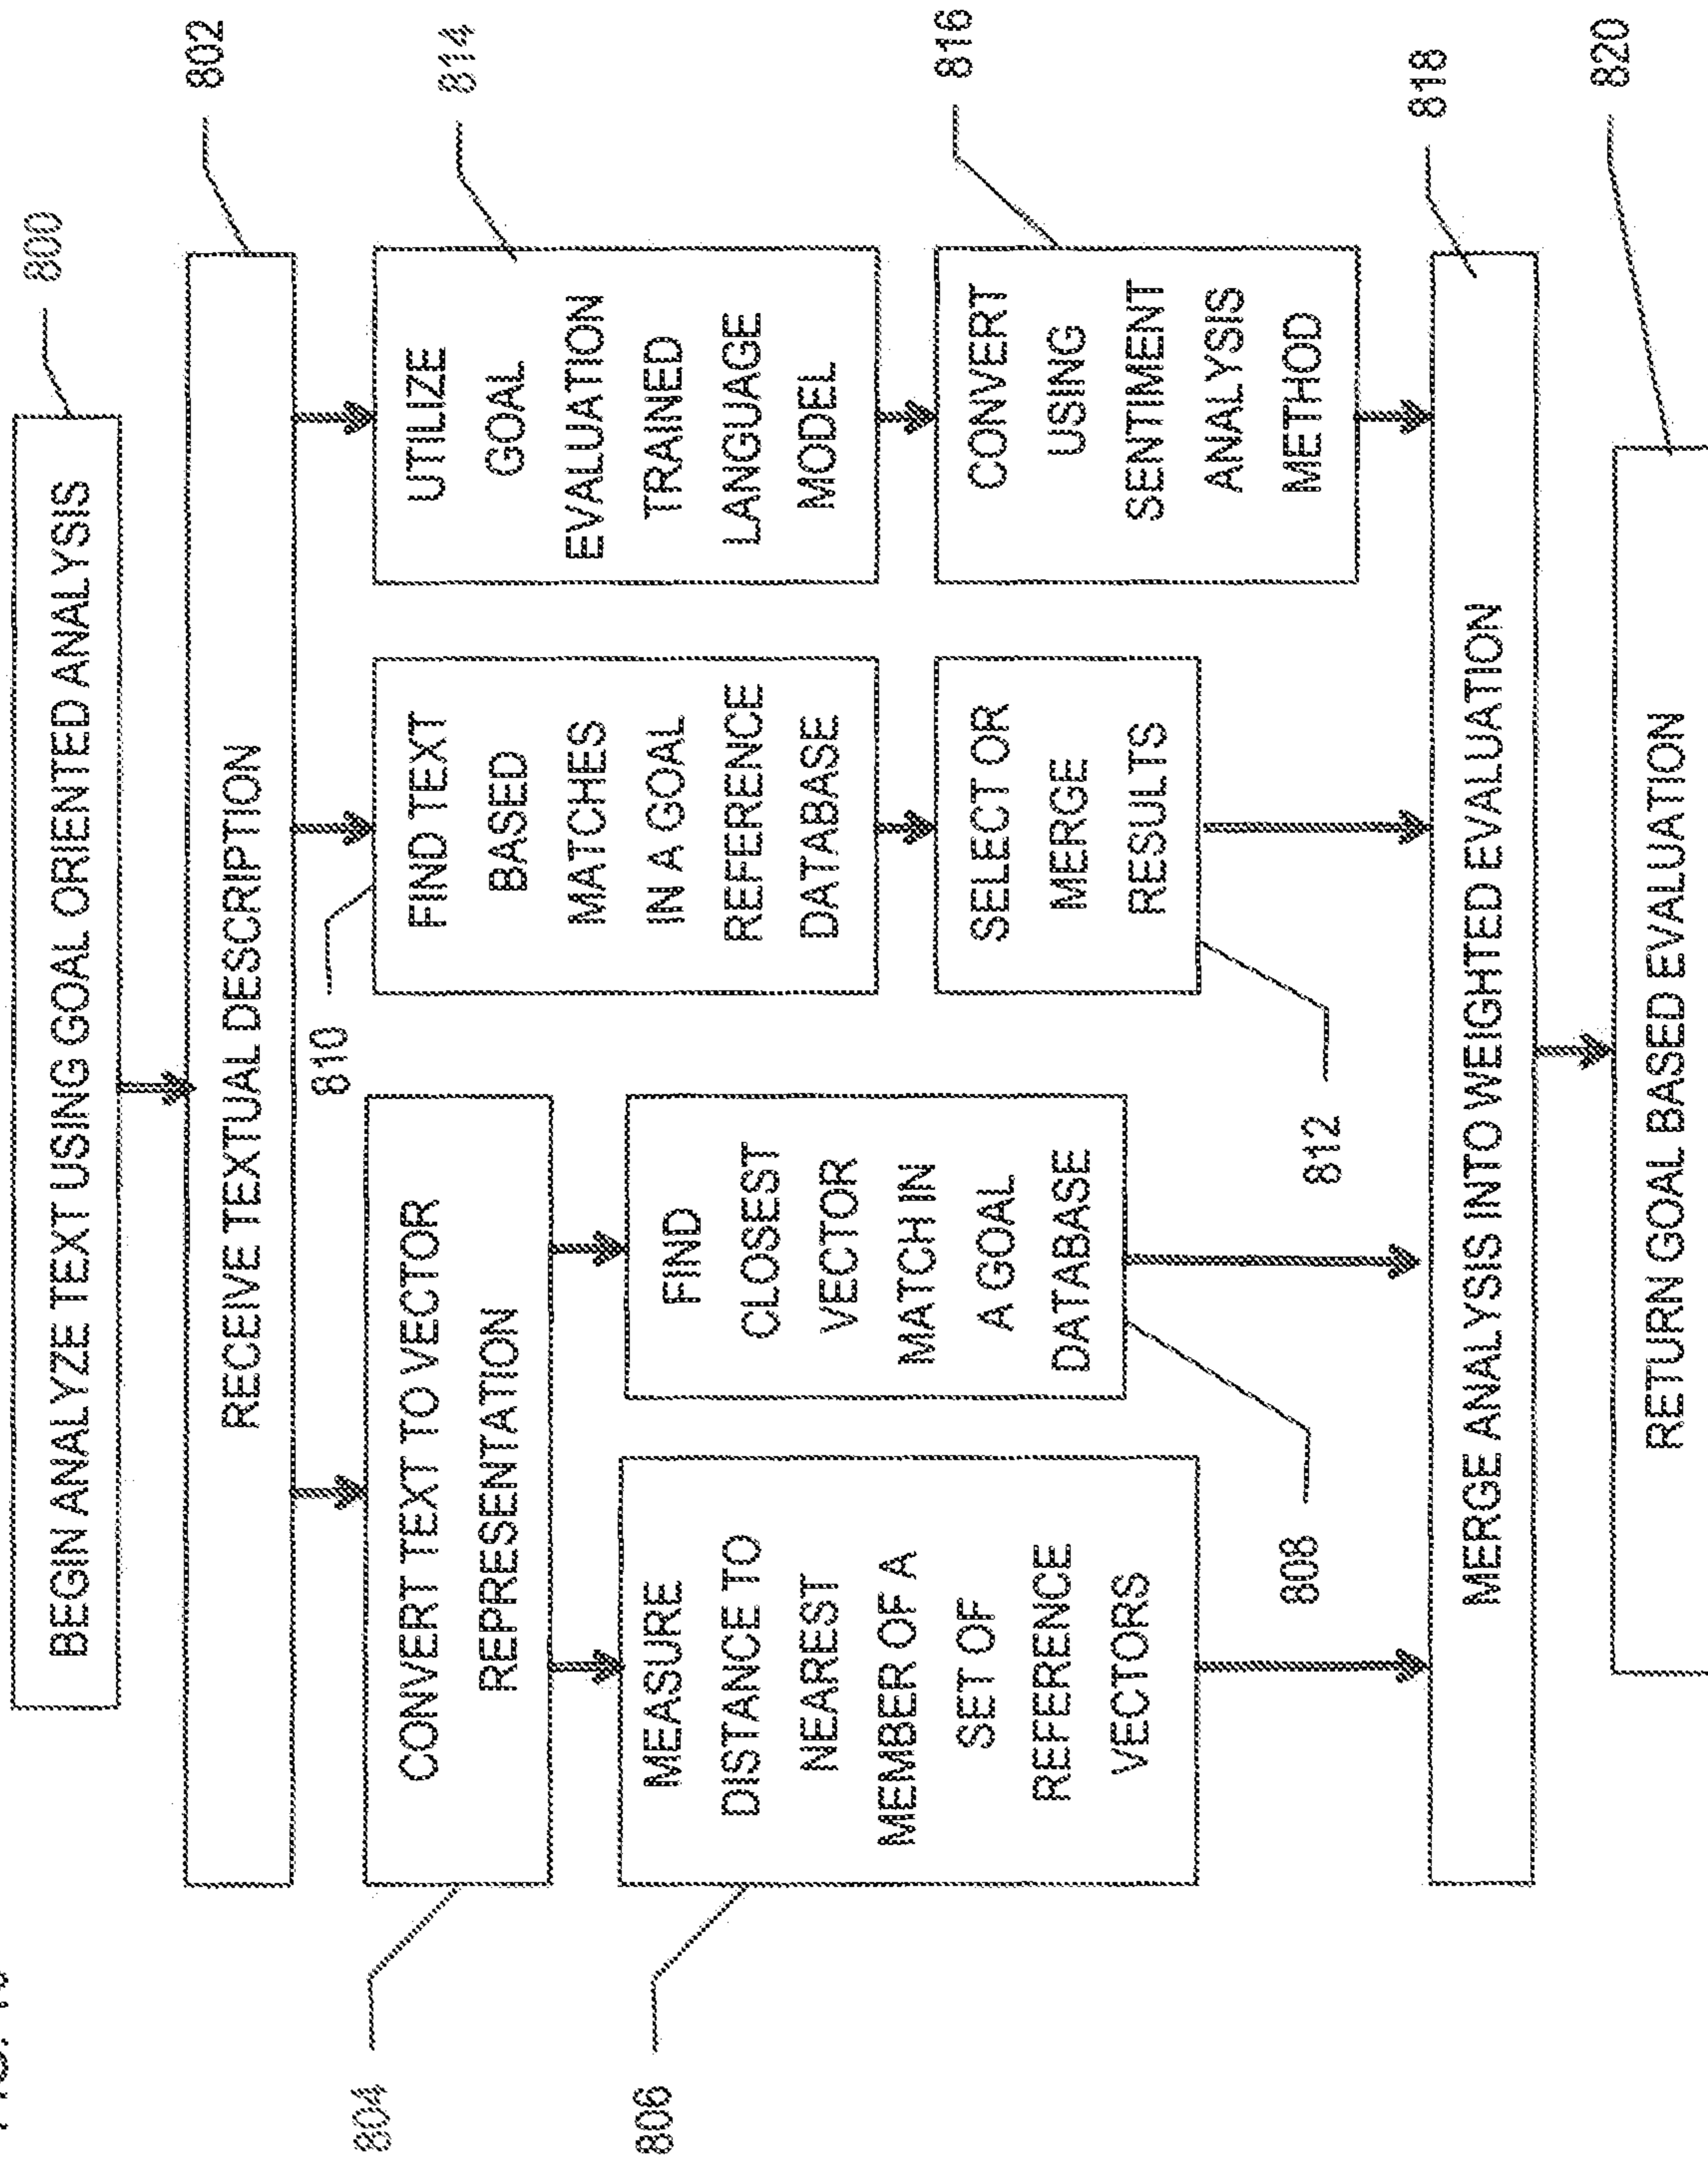 800
BEGIN ANALYZE TEXT USING GOAL ORIENTED ANALYSIS
802
RECEIVE TEXTUAL DESCRIPTION
804
CONVERT TEXT TO VECTOR
REPRESENTATION
806
MEASURE
DISTANCE TO
NEAREST
MEMBER OF A
SET OF
REFERENCE
VECTORS
808
FIND
CLOSEST
VECTOR
MATCH IN
A GOAL
DATABASE
810
FIND TEXT
BASED
MATCHES
IN A GOAL
REFERENCE
DATABASE
812
SELECT OR
MERGE
RESULTS
814
UTILIZE
GOAL
EVALUATION
TRAINED
LANGUAGE
MODEL
816
CONVERT
USING
SENTIMENT
ANALYSIS
METHOD
818
MERGE ANALYSIS INTO WEIGHTED EVALUATION
820
RETURN GOAL BASED EVALUATION